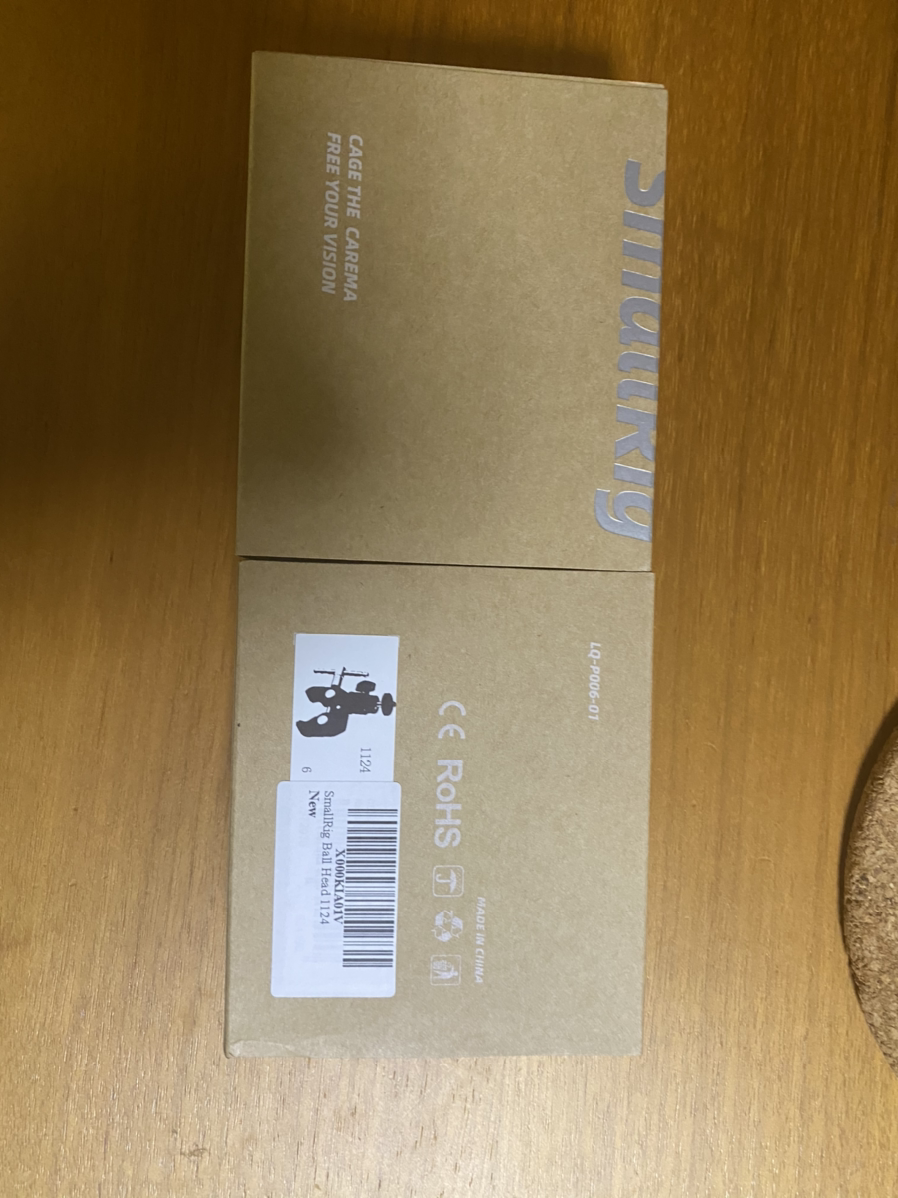 SmallRig
CAGE THE CAREMA
FREE YOUR VISION
LQ-P006-01
MADE IN CHINA
CE RoHS
1124
6
X000KIA01V
SmallRig Ball Head 1124
New